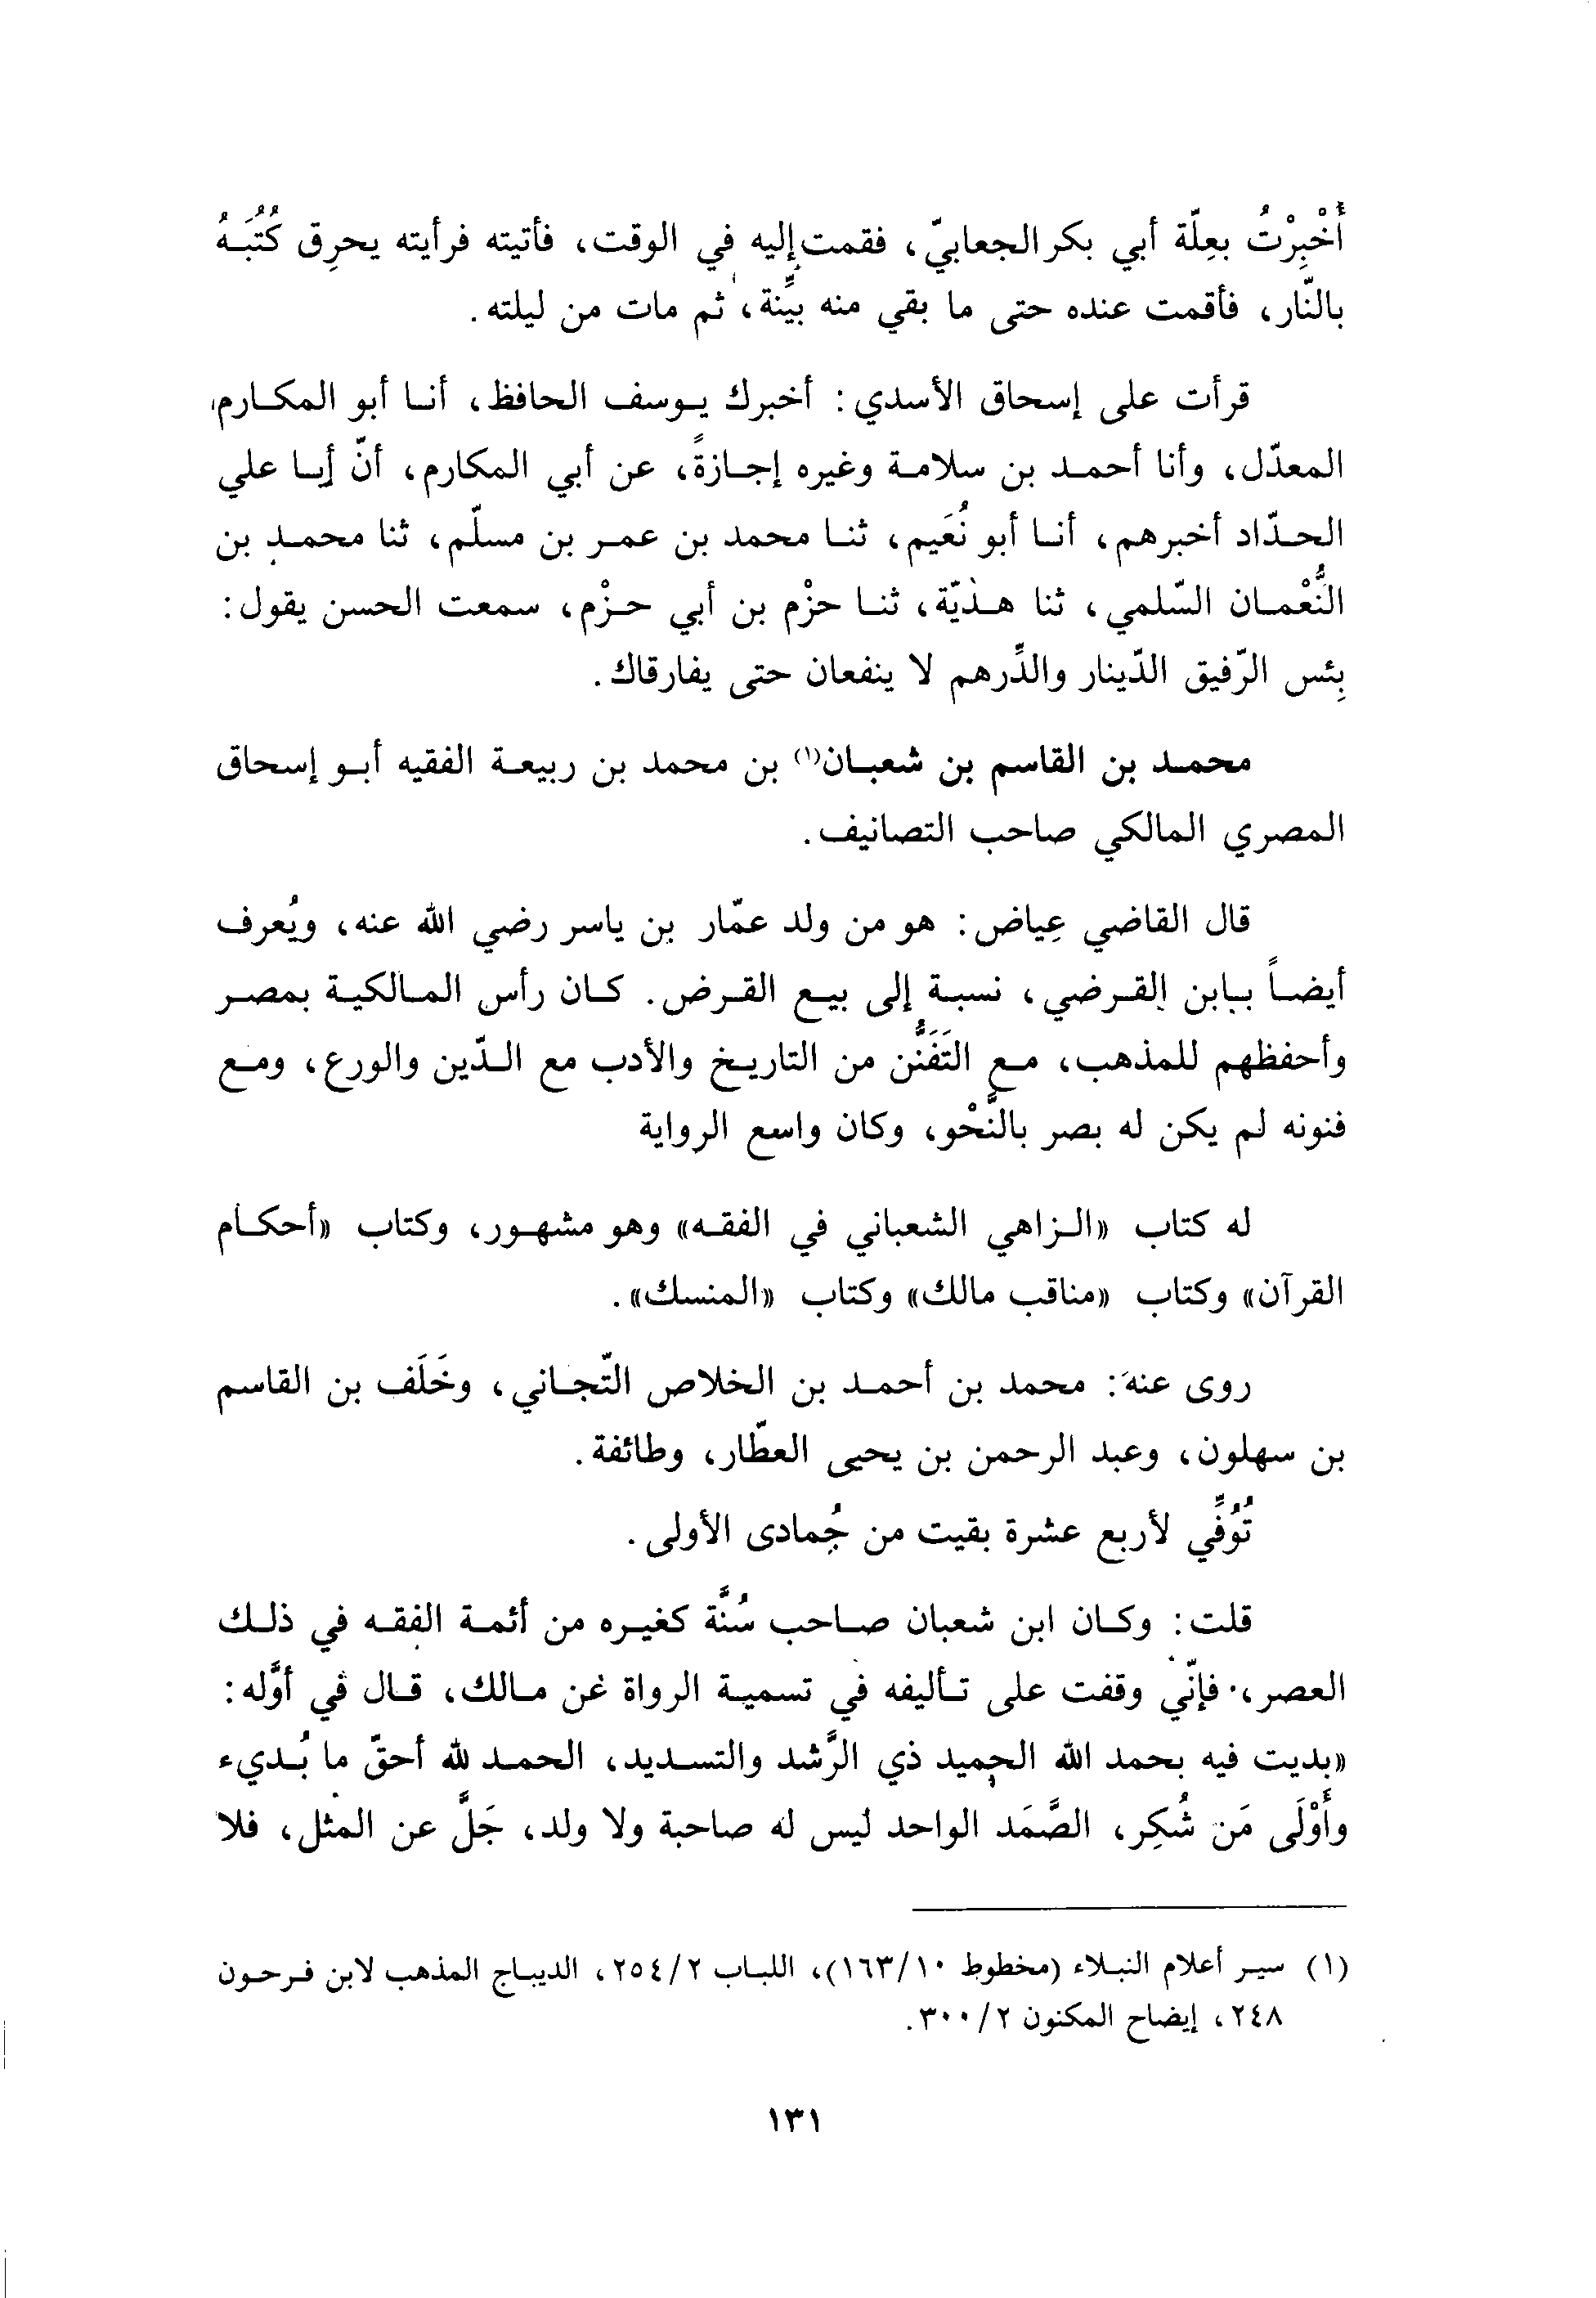 أُخْبِرْتُ بعِلّة أبي بكر الجعابيّ، فقمت إليه في الوقت، فأتيته فرأيته يحرِق كُتُبَهُ
بالنّار، فأقمت عنده حتى ما بقي منه بيِّنة، ثم مات من ليلته.
قرأت على إسحاق الأسدي: أخبرك يوسف الحافظ، أنا أبو المكارم
المعدّل، وأنا أحمد بن سلامة وغيره إجازةً، عن أبي المكارم، أنّ أبا علي
الحدّاد أخبرهم، أنا أبو نُعَيم، ثنا محمد بن عمر بن مسلّم، ثنا محمد بن
النُّعْمان السّلمي، ثنا هذيّة، ثنا حزْم بن أبي حزْم، سمعت الحسن يقول:
بِئس الرّفيق الدّينار والدِّرهم لا ينفعان حتى يفارقاك.
محمد بن القاسم بن شعبان(١) بن محمد بن ربيعة الفقيه أبو إسحاق
المصري المالكي صاحب التصانيف.
قال القاضي عِياض: هو من ولد عمّار بن ياسر رضي الله عنه، ويُعرف
أيضاً بابن القرضي، نسبة إلى بيع القرض. كان رأس المالكية بمصر
وأحفظهم للمذهب، مع التَفَنُّن من التاريخ والأدب مع الدّين والورع، ومع
فنونه لم يكن له بصر بالنَّحْو، وكان واسع الرواية
له كتاب «الزاهي الشعباني في الفقه» وهو مشهور، وكتاب «أحكام
القرآن» وكتاب «مناقب مالك» وكتاب «المنسك».
روى عنه: محمد بن أحمد بن الخلاص التّجاني، وخَلَف بن القاسم
بن سهلون، وعبد الرحمن بن يحيى العطّار، وطائفة.
تُوُفِّي لأربع عشرة بقيت من جُمادى الأولى.
قلت: وكان ابن شعبان صاحب سُنَّة كغيره من أئمة الفقه في ذلك
العصر، فإنّي وقفت على تأليفه في تسمية الرواة عن مالك، قال في أوَّله:
«بديت فيه بحمد الله الحميد ذي الرَّشد والتسديد، الحمد لله أحقّ ما بُديء
وأَوْلَى مَن شُكِر، الصَّمَد الواحد ليس له صاحبة ولا ولد، جَلَّ عن المثل، فلا
(١) سير أعلام النبلاء (مخطوط ١٠/١٦٣)، اللباب ٢/٢٥٤، الديباج المذهب لابن فرحون
٢٤٨، إيضاح المكنون ٢/٣٠٠.
١٣١